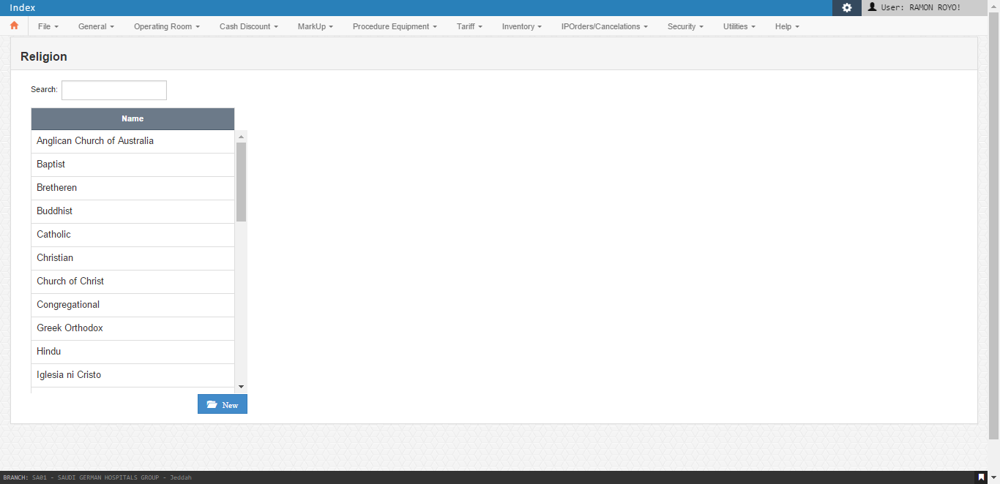 Index
User: RAMON ROYO!
File General Operating Room Cash Discount MarkUp Procedure Equipment Tariff Inventory IPOrders/Cancelations Security Utilities Help
Religion
Search:
Name
Anglican Church of Australia
Baptist
Bretheren
Buddhist
Catholic
Christian
Church of Christ
Congregational
Greek Orthodox
Hindu
Iglesia ni Cristo
New
BRANCH: SA01 - SAUDI GERMAN HOSPITALS GROUP - Jeddah